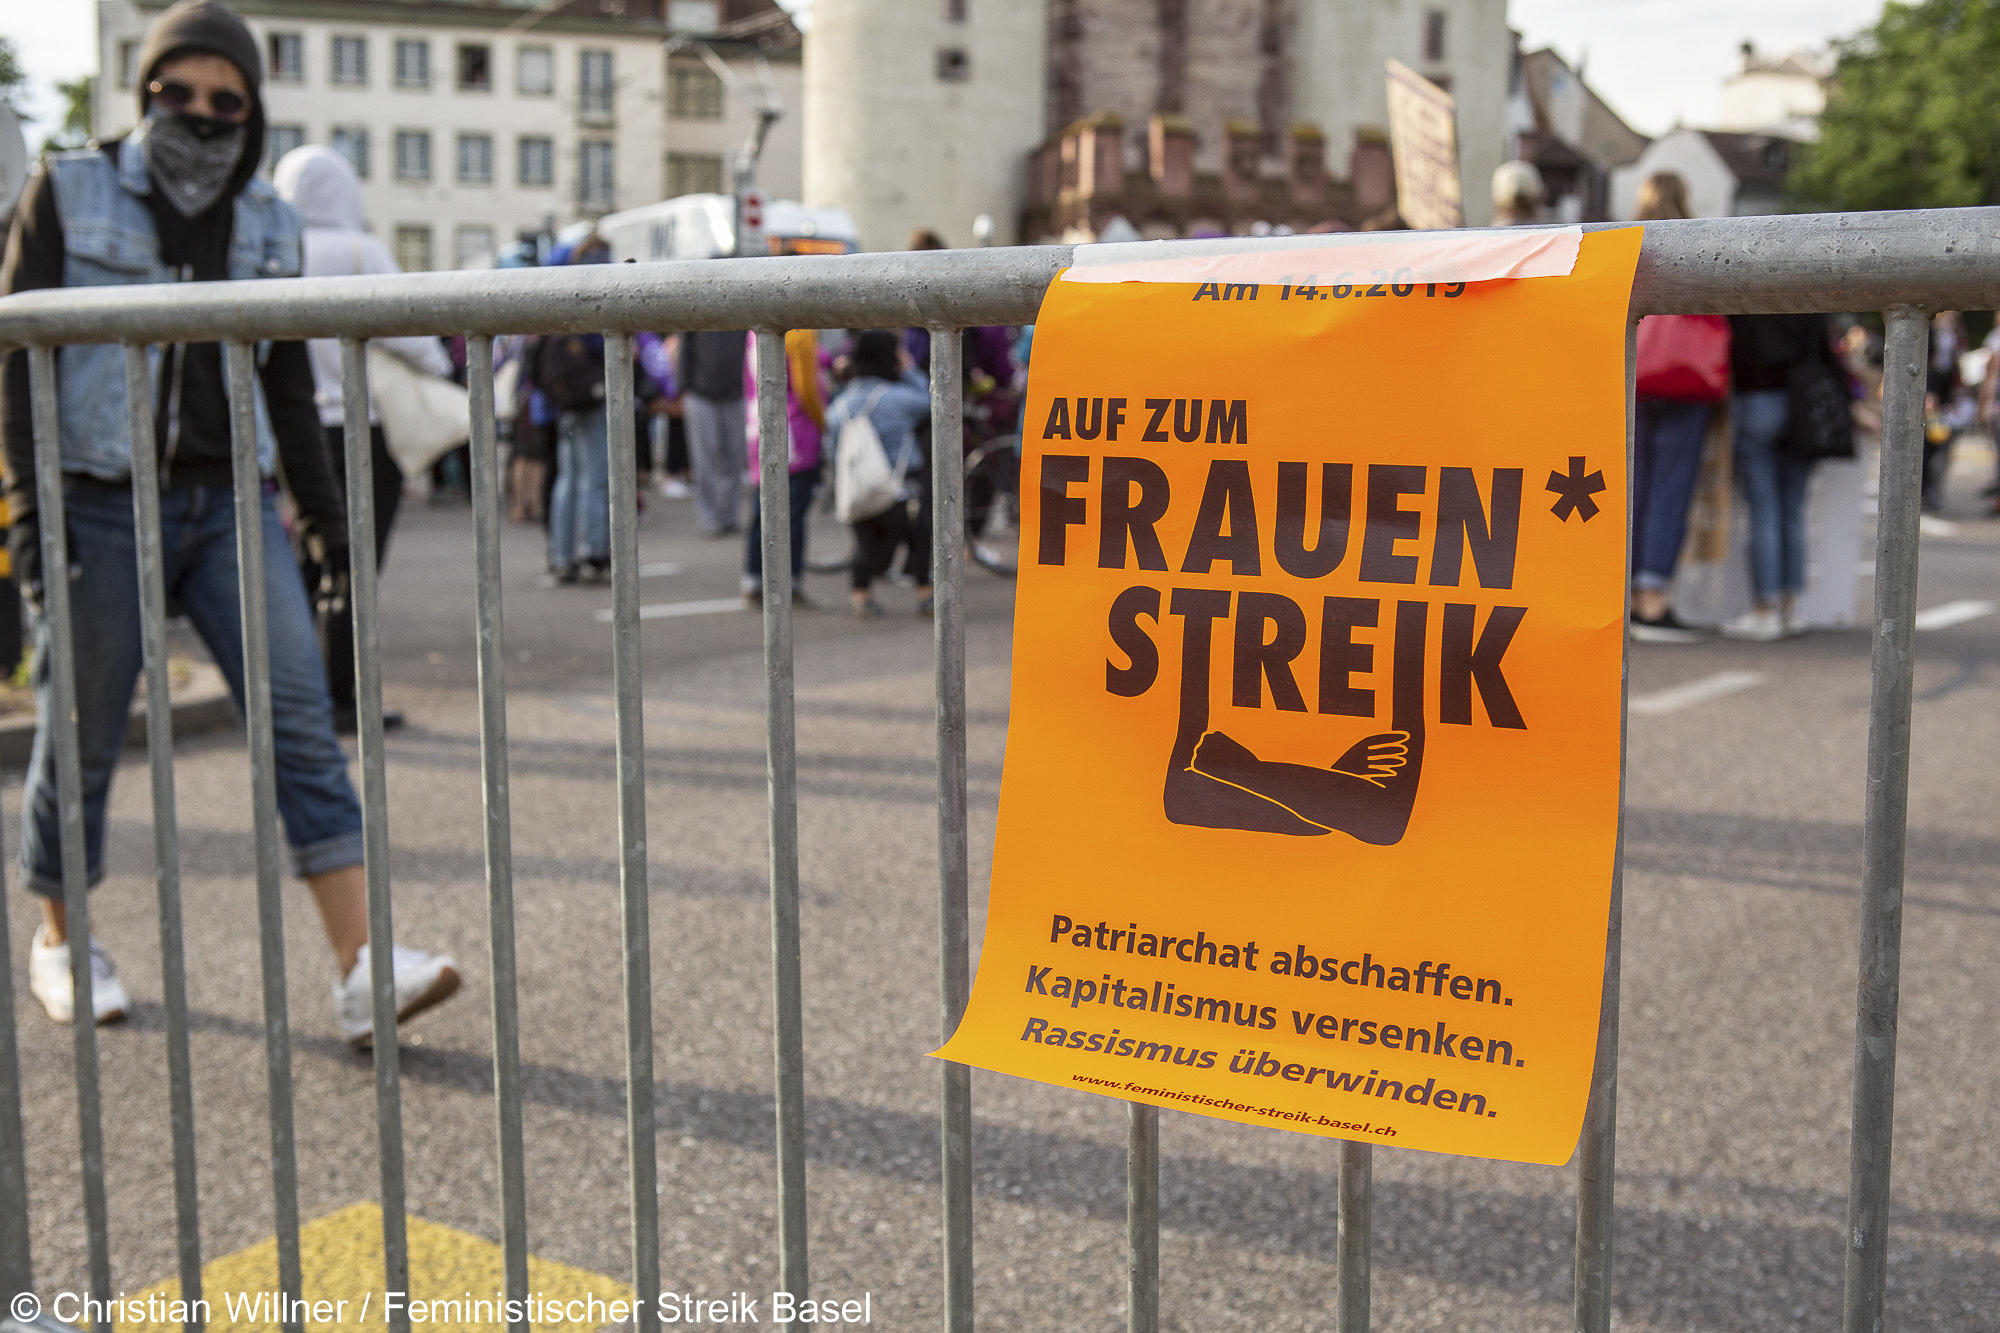 Am 14.6.2019
AUF ZUM
FRAUEN*
STREIK
Patriarchat abschaffen.
Kapitalismus versenken.
Rassismus überwinden.
www.feministischer-streik-basel.ch
© Christian Willner / Feministischer Streik Basel